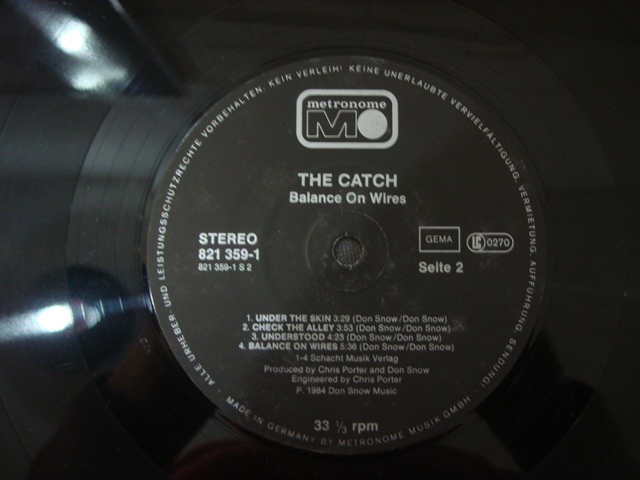 ALLE URHEBER- UND LEISTUNGSSCHUTZRECHTE VORBEHALTEN. KEIN VERLEIH! KEINE UNERLAUBTE VERVIELFÄLTIGUNG, VERMIETUNG, AUFFÜHRUNG, SENDUNG!
metronome
M
THE CATCH
Balance On Wires
STEREO
821 359-1
821 359-1 S 2
GEMA
LC 0270
Seite 2
1. UNDER THE SKIN 3:29 (Don Snow/Don Snow)
2. CHECK THE ALLEY 3:53 (Don Snow/Don Snow)
3. UNDERSTOOD 4:23 (Don Snow/Don Snow)
4. BALANCE ON WIRES 5:36 (Don Snow/Don Snow)
1-4 Schacht Musik Verlag
Produced by Chris Porter and Don Snow
Engineered by Chris Porter
P. 1984 Don Snow Music
33 ⅓ rpm
MADE IN GERMANY BY METRONOME MUSIK GMBH